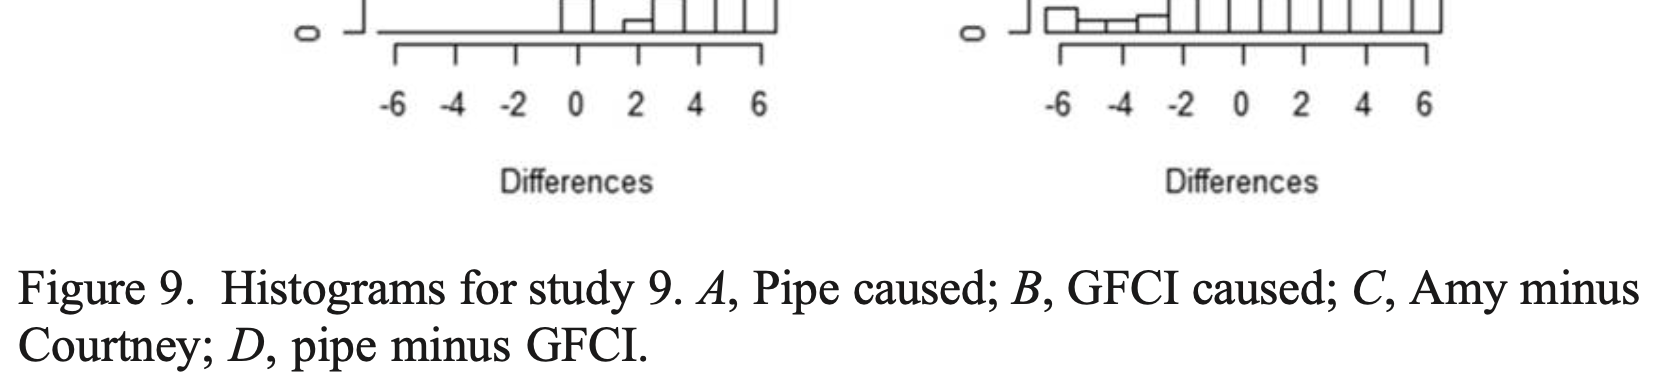 0 0
-6 -4 -2 0 2 4 6 -6 -4 -2 0 2 4 6
Differences Differences
Figure 9. Histograms for study 9. A, Pipe caused; B, GFCI caused; C, Amy minus
Courtney; D, pipe minus GFCI.